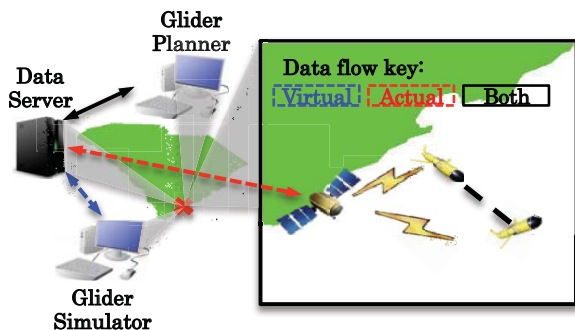 Glider
Planner
Data
Server
Data flow key:
Virtual Actual Both
Glider
Simulator